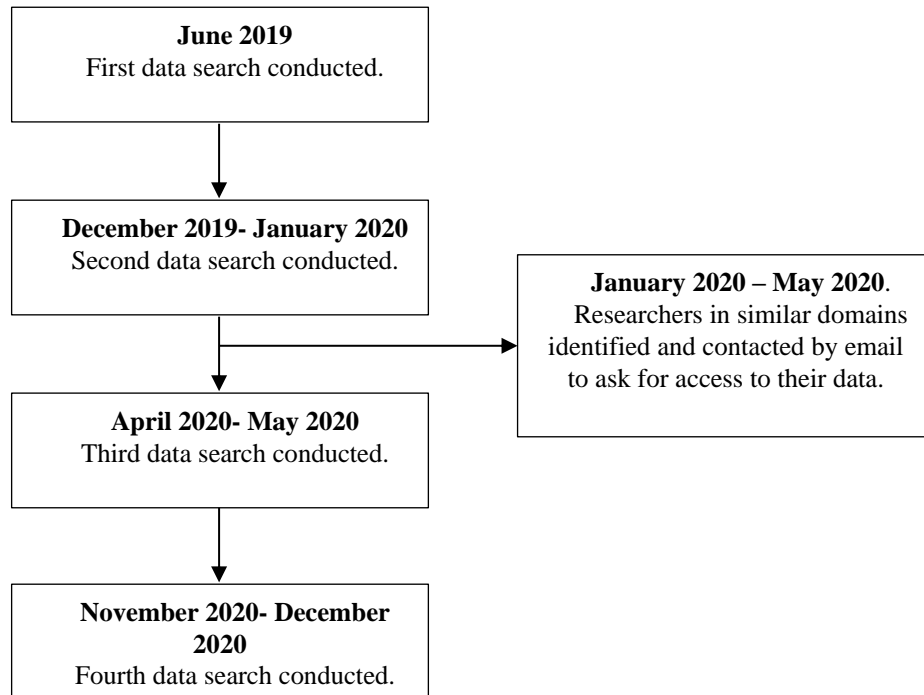 June 2019
First data search conducted.
December 2019- January 2020
Second data search conducted.
January 2020 – May 2020.
Researchers in similar domains
identified and contacted by email
to ask for access to their data.
April 2020- May 2020
Third data search conducted.
November 2020- December
2020
Fourth data search conducted.